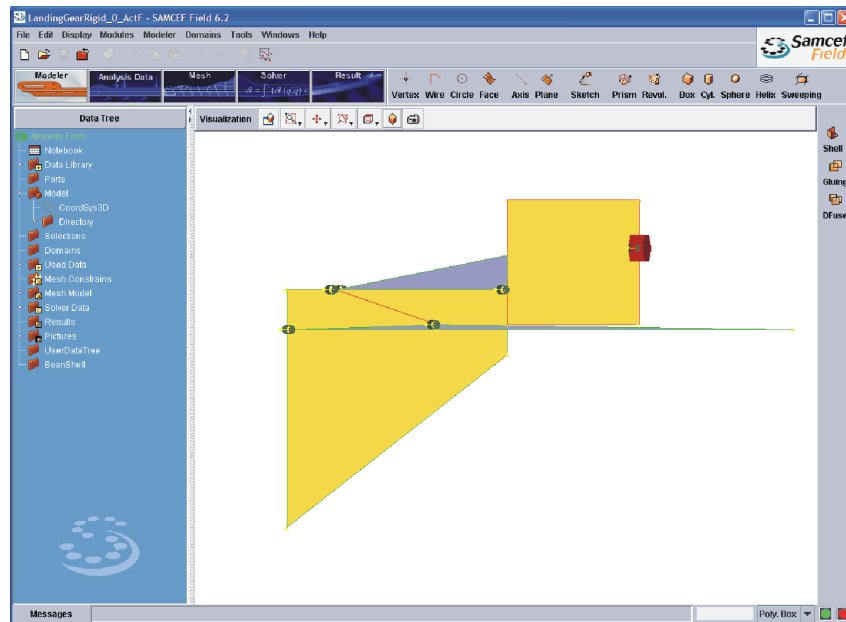 LandingGearRigid_0_ActF - SAMCEF Field 6.2
File Edit Display Modules Modeler Domains Tools Windows Help
Samcef
Field
Modeler Analysis Data Mesh Solver Result
Vertex Wire Circle Face Axis Plane Sketch Prism Revol. Box Cyl. Sphere Helix Sweeping
Data Tree
Visualization
Analysis Form
Notebook
Data Library
Parts
Model
CoordSys3D
Directory
Selections
Domains
Used Data
Mesh Constrains
Mesh Model
Solver Data
Results
Pictures
UserDataTree
BeanShell
Shell
Gluing
DFuse
Messages
Poly. Box